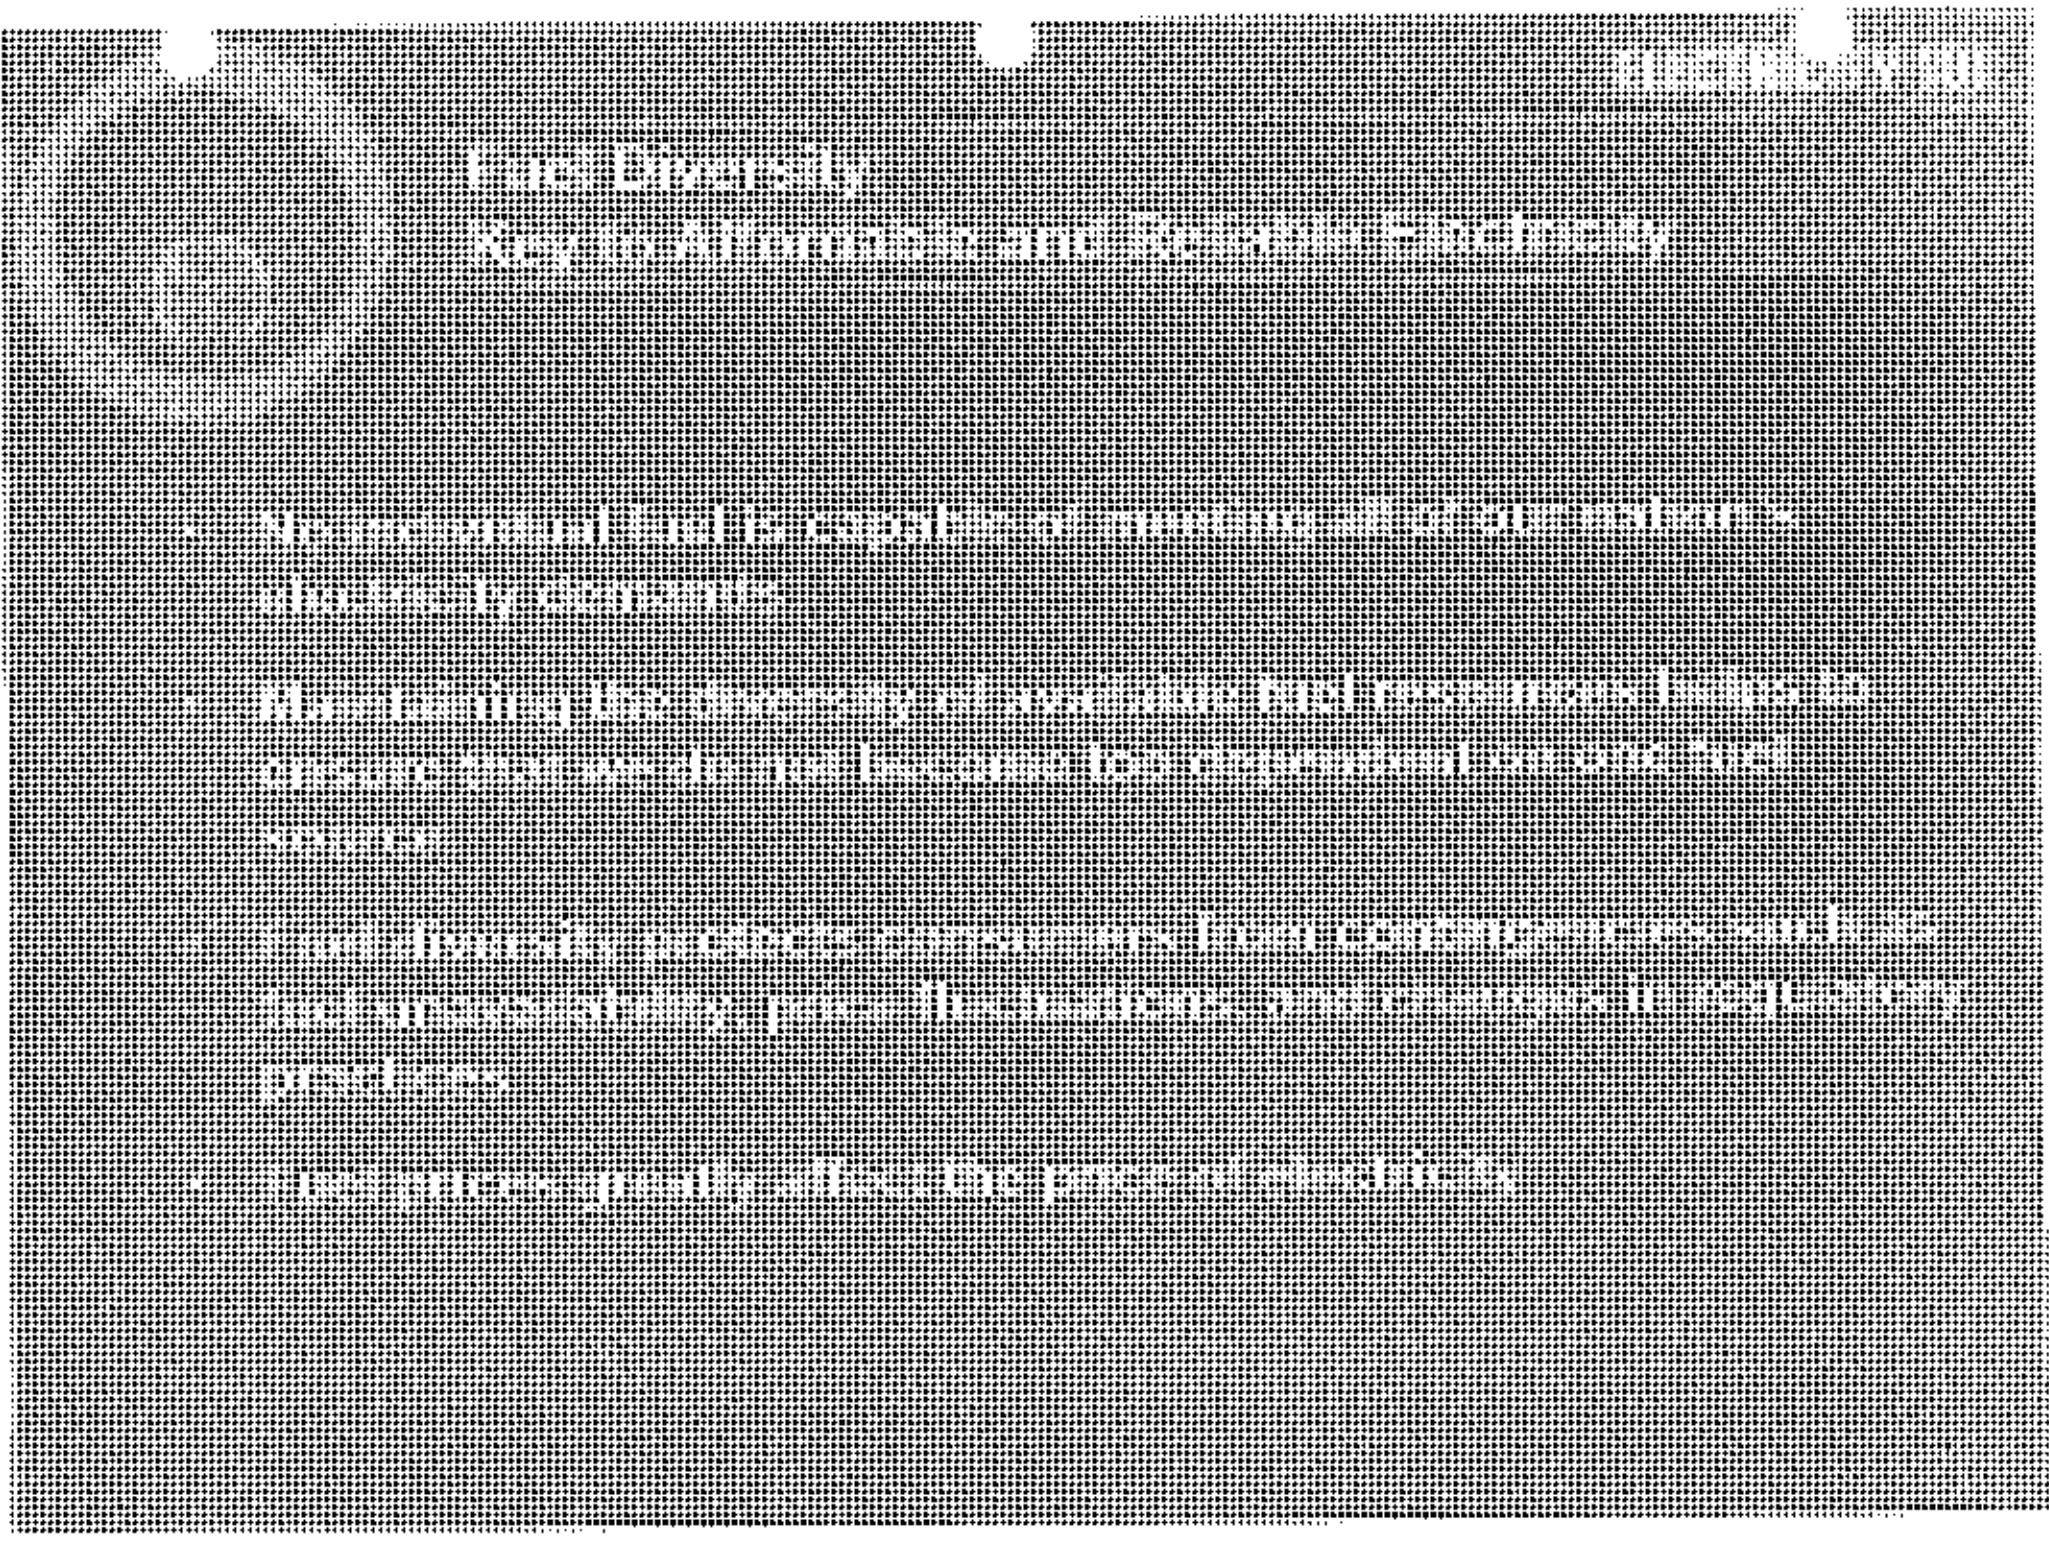 Fuel Diversity
Key to Affordable and Reliable Electricity
• No individual fuel is capable of meeting all of our nation's
electricity demands.
• Maintaining the diversity of available fuel resources helps to
ensure that we do not become too dependent on one fuel
source.
• Fuel diversity protects consumers from contingencies such as
fuel unavailability, price fluctuations, and changes in regulatory
practices.
• Fuel prices greatly affect the price of electricity.